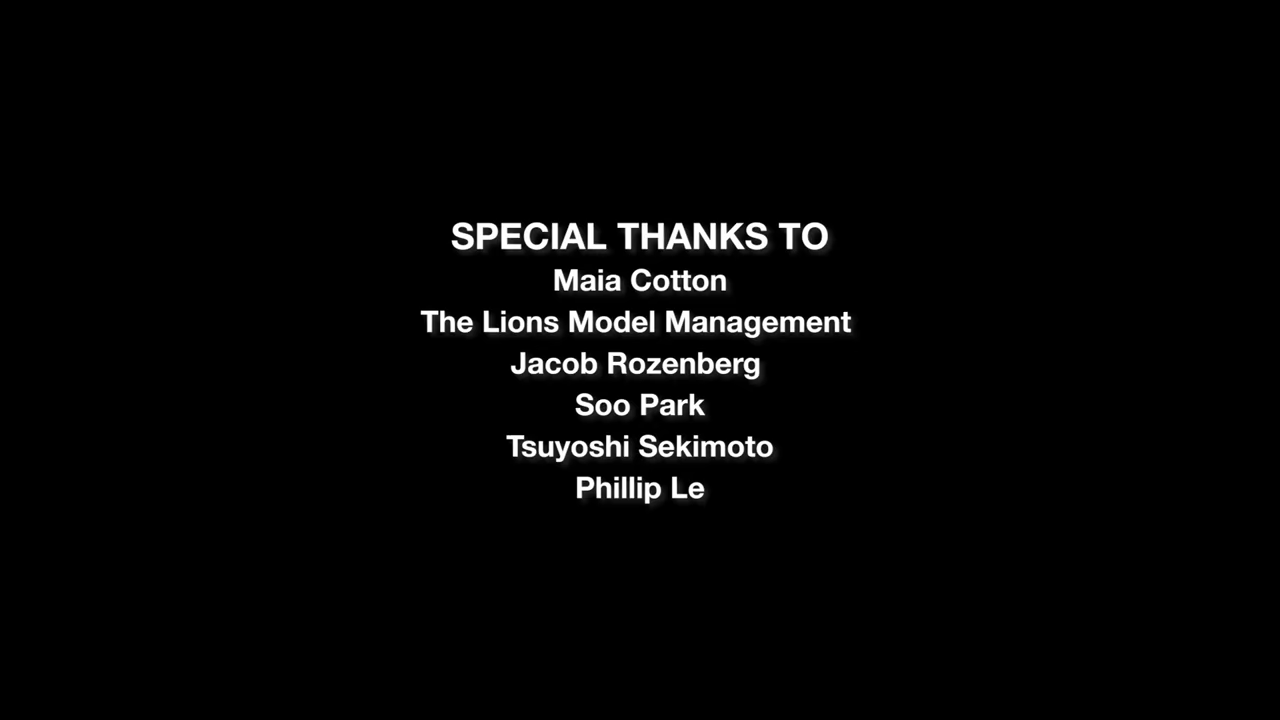 SPECIAL THANKS TO
Maia Cotton
The Lions Model Management
Jacob Rozenberg
Soo Park
Tsuyoshi Sekimoto
Phillip Le